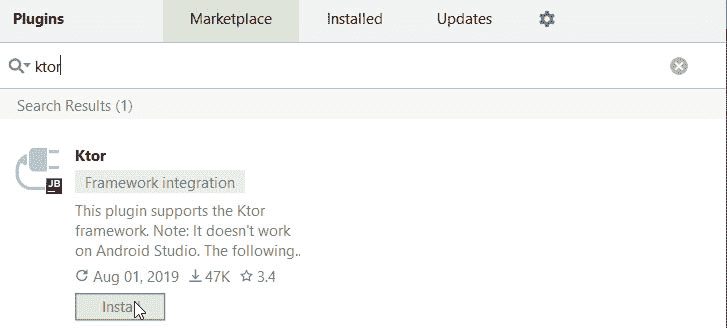 Plugins Marketplace Installed Updates
ktor
Search Results (1)
Ktor
JB
Framework integration
This plugin supports the Ktor
framework. Note: It doesn't work
on Android Studio. The following..
Aug 01, 2019 47K 3.4
Install